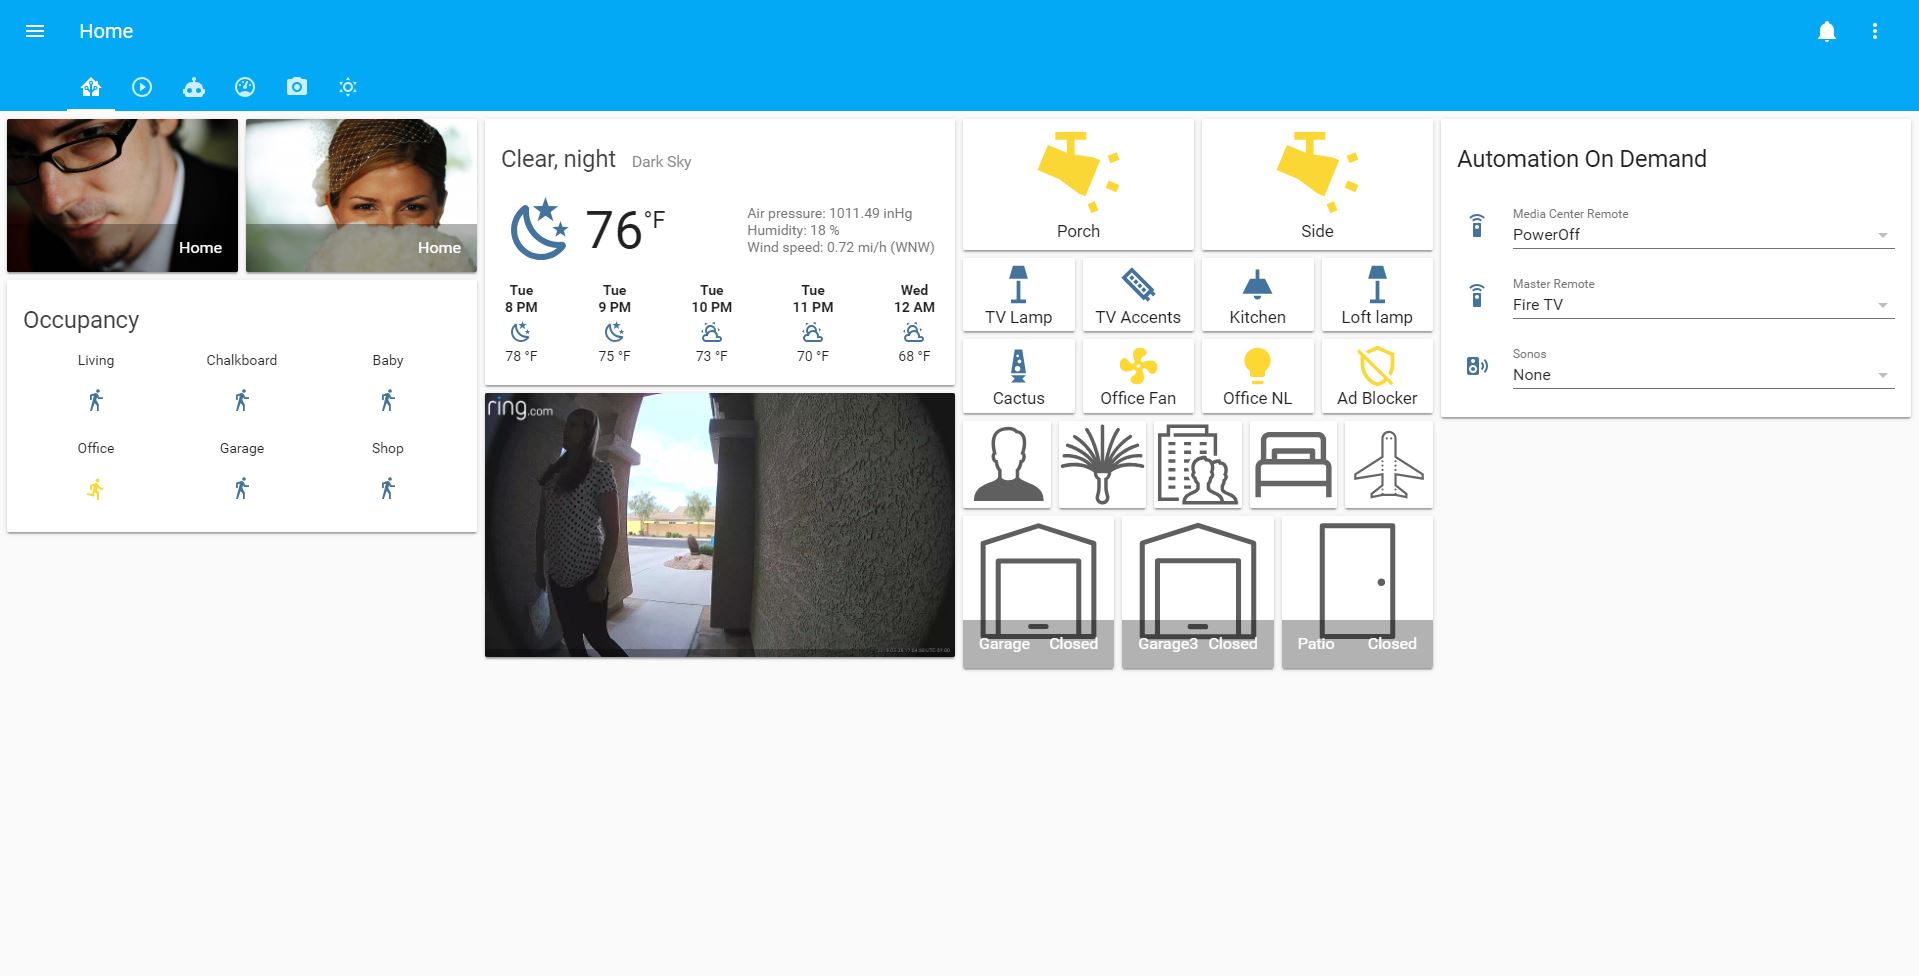 Home
Home
Home
Occupancy
Living Chalkboard Baby
Office Garage Shop
Clear, night Dark Sky
76 °F
Air pressure: 1011.49 inHg
Humidity: 18 %
Wind speed: 0.72 mi/h (WNW)
Tue Tue Tue Tue Wed
8 PM 9 PM 10 PM 11 PM 12 AM
78 °F 75 °F 73 °F 70 °F 68 °F
ring.com
Porch Side
TV Lamp TV Accents Kitchen Loft lamp
Cactus Office Fan Office NL Ad Blocker
Garage Closed Garage3 Closed Patio Closed
Automation On Demand
Media Center Remote
PowerOff
Master Remote
Fire TV
Sonos
None